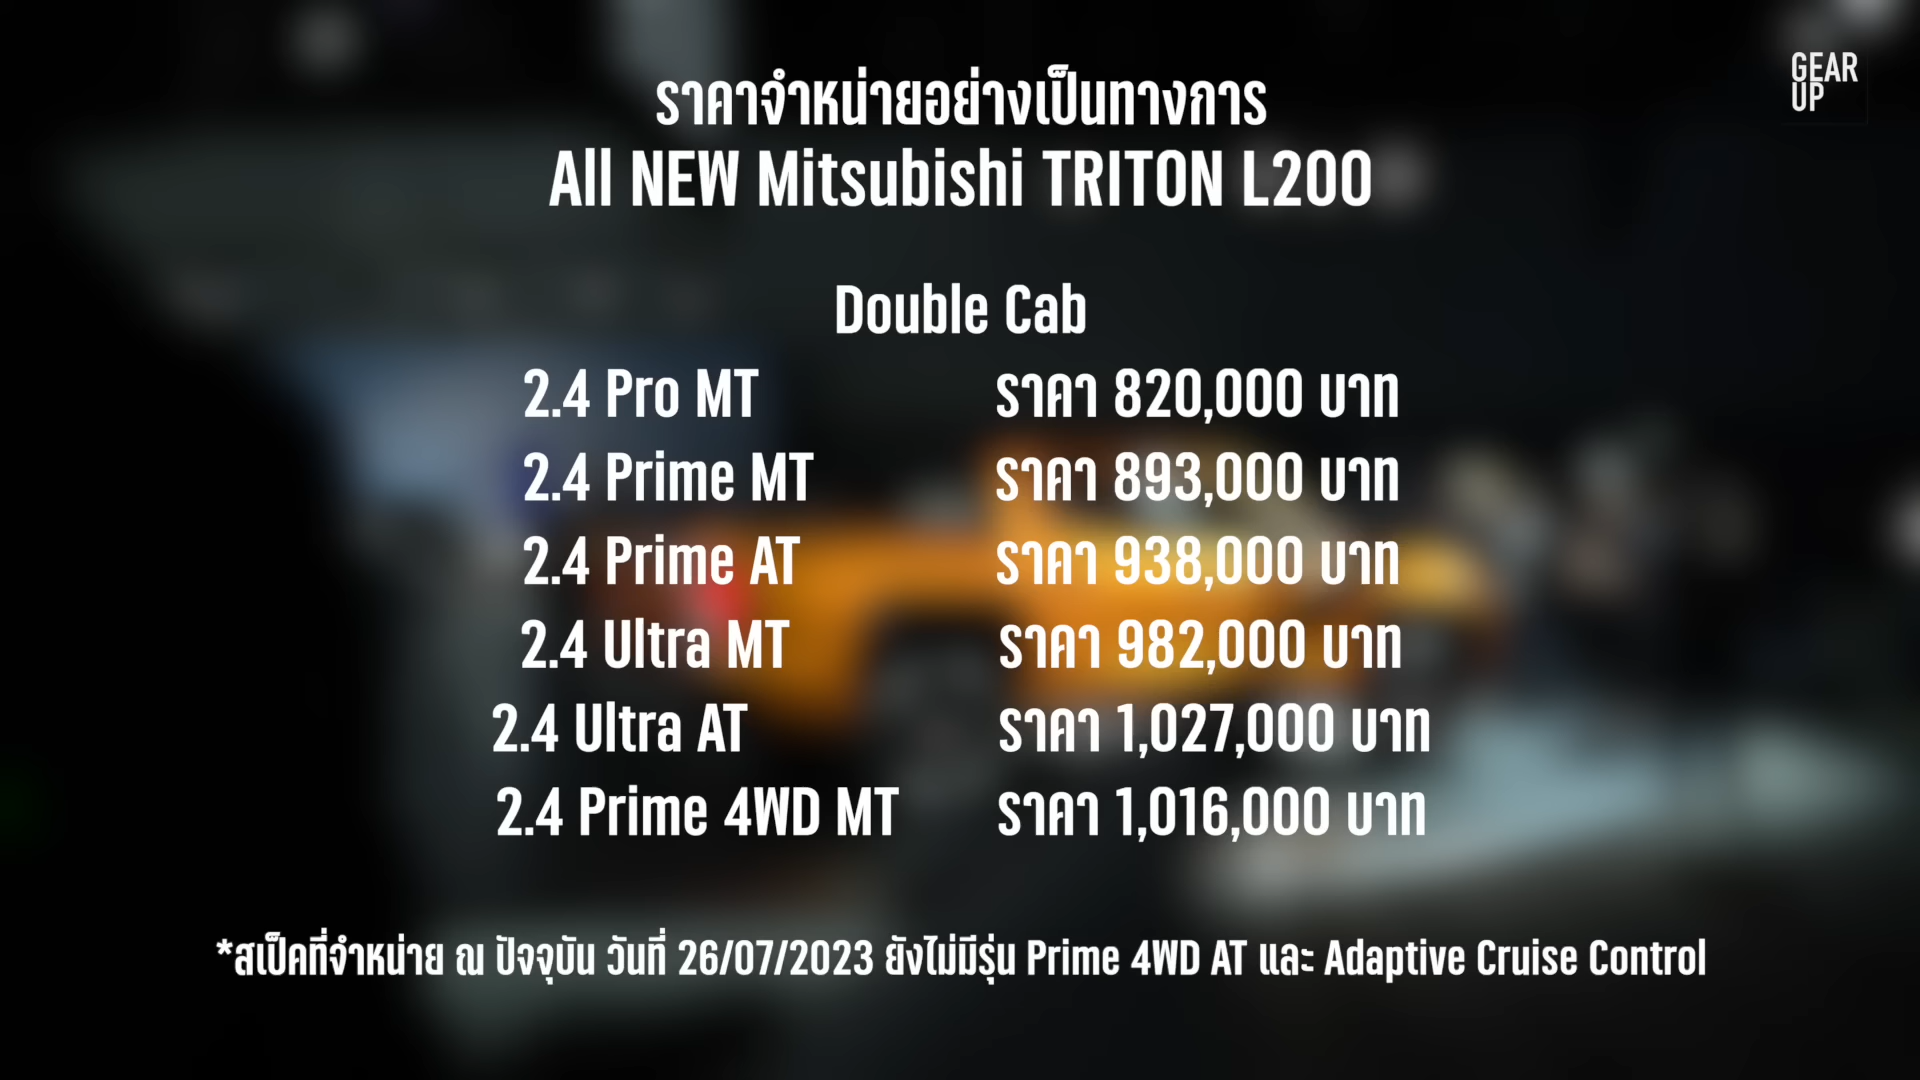 GEAR
UP
ราคาจำหน่ายอย่างเป็นทางการ
All NEW Mitsubishi TRITON L200
Double Cab
2.4 Pro MT ราคา 820,000 บาท
2.4 Prime MT ราคา 893,000 บาท
2.4 Prime AT ราคา 938,000 บาท
2.4 Ultra MT ราคา 982,000 บาท
2.4 Ultra AT ราคา 1,027,000 บาท
2.4 Prime 4WD MT ราคา 1,016,000 บาท
*สเป็คที่จำหน่าย ณ ปัจจุบัน วันที่ 26/07/2023 ยังไม่มีรุ่น Prime 4WD AT และ Adaptive Cruise Control